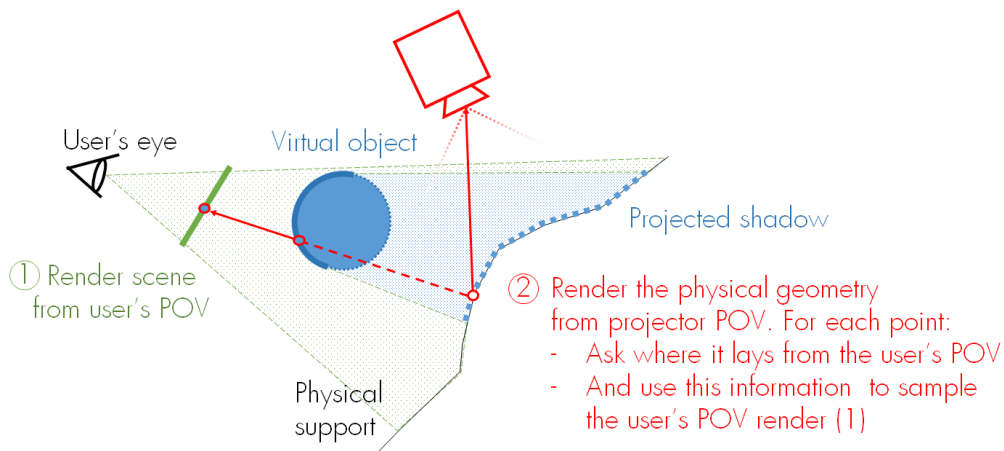 User's eye
Virtual object
Projected shadow
① Render scene
from user's POV
② Render the physical geometry
from projector POV. For each point:
- Ask where it lays from the user's POV
- And use this information to sample
the user's POV render (1)
Physical
support